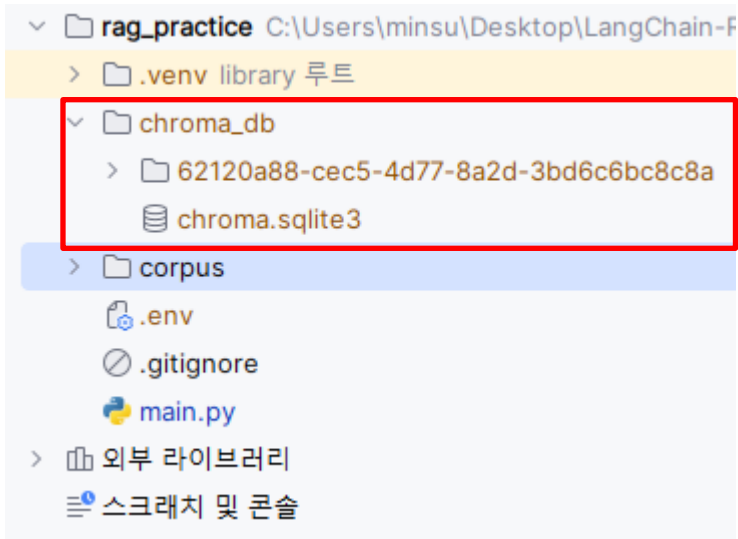 rag_practice C:\Users\minsu\Desktop\LangChain-R
.venv library 루트
chroma_db
62120a88-cec5-4d77-8a2d-3bd6c6bc8c8a
chroma.sqlite3
corpus
.env
.gitignore
main.py
외부 라이브러리
스크래치 및 콘솔